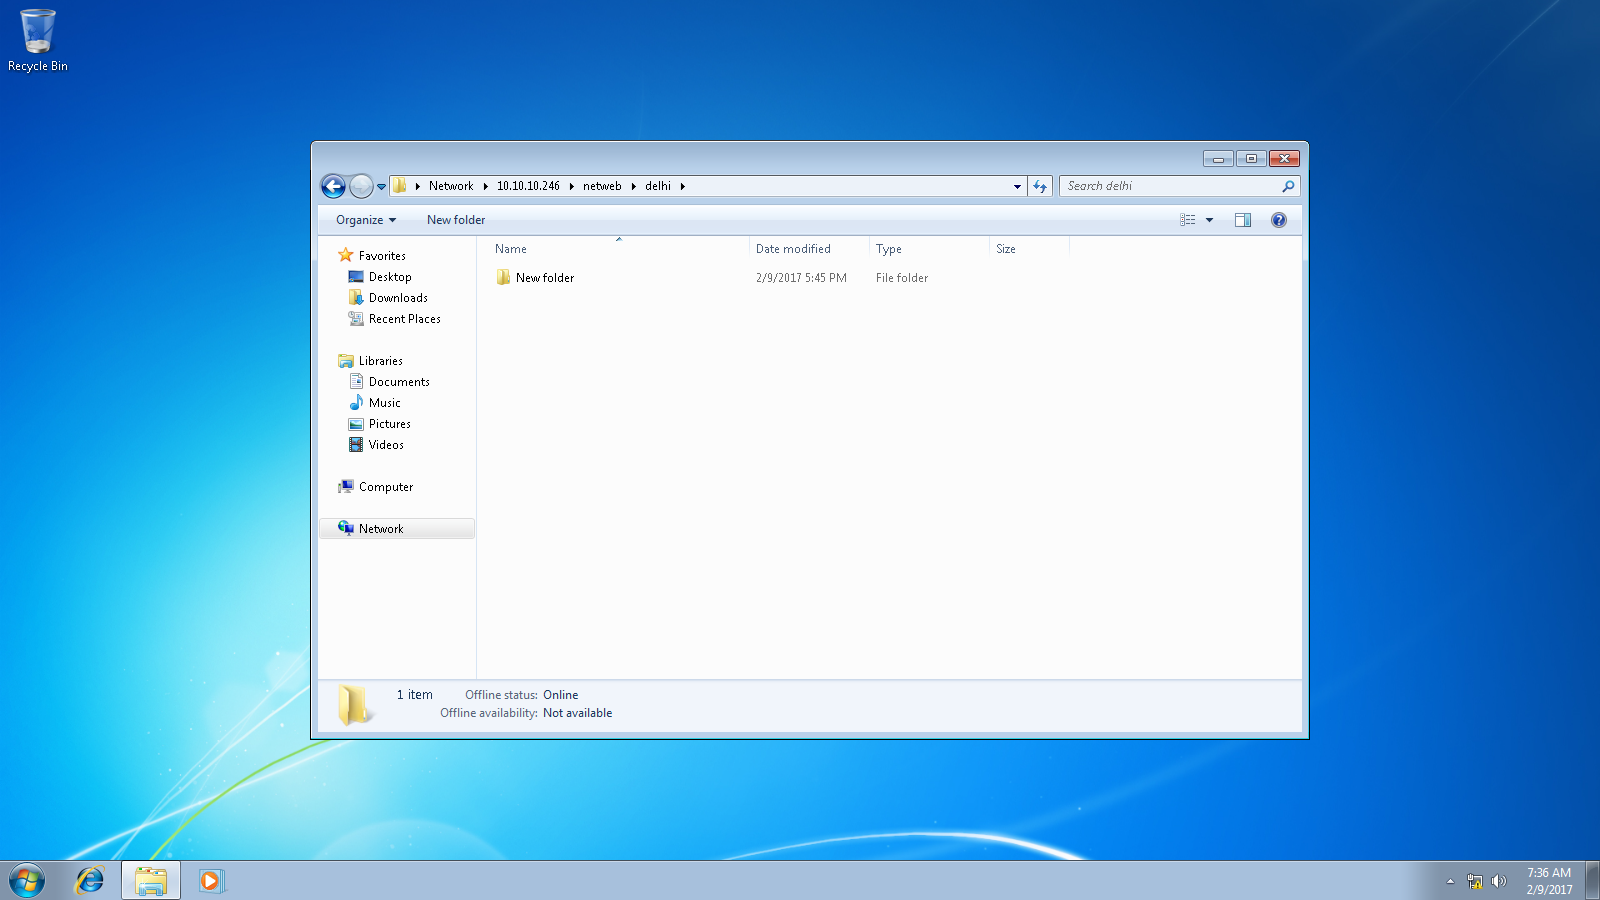 Recycle Bin
Network 10.10.10.246 netweb delhi
Search delhi
Organize New folder
Name Date modified Type Size
New folder 2/9/2017 5:45 PM File folder
Favorites
Desktop
Downloads
Recent Places
Libraries
Documents
Music
Pictures
Videos
Computer
Network
1 item Offline status: Online
Offline availability: Not available
7:36 AM
2/9/2017